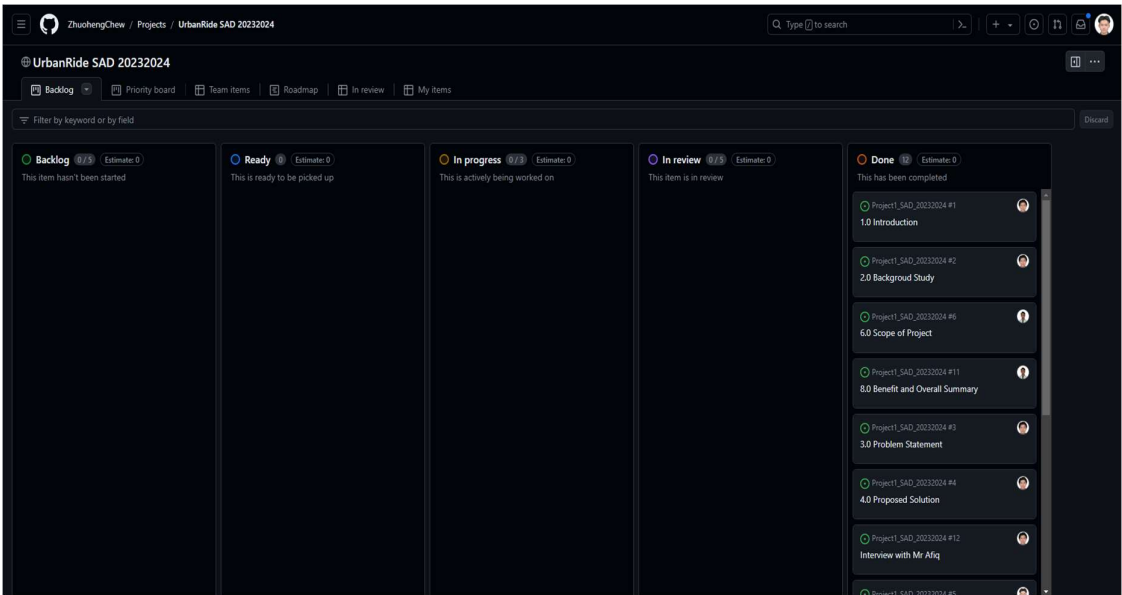 ZhuohengChew / Projects / UrbanRide SAD 20232024
Type / to search
UrbanRide SAD 20232024
Backlog
Priority board
Team items
Roadmap
In review
My items
Filter by keyword or by field
Discard
Backlog 0 / 5 Estimate: 0
This item hasn't been started
Ready 0 Estimate: 0
This is ready to be picked up
In progress 0 / 3 Estimate: 0
This is actively being worked on
In review 0 / 5 Estimate: 0
This item is in review
Done 12 Estimate: 0
This has been completed
Project1_SAD_20232024 #1
1.0 Introduction
Project1_SAD_20232024 #2
2.0 Backgroud Study
Project1_SAD_20232024 #6
6.0 Scope of Project
Project1_SAD_20232024 #11
8.0 Benefit and Overall Summary
Project1_SAD_20232024 #3
3.0 Problem Statement
Project1_SAD_20232024 #4
4.0 Proposed Solution
Project1_SAD_20232024 #12
Interview with Mr Afiq
Project1_SAD_20232024 #5